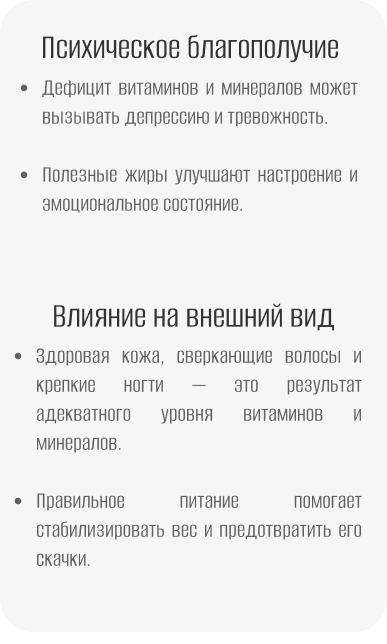 Психическое благополучие
• Дефицит витаминов и минералов может
вызывать депрессию и тревожность.
• Полезные жиры улучшают настроение и
эмоциональное состояние.
Влияние на внешний вид
• Здоровая кожа, сверкающие волосы и
крепкие ногти — это результат
адекватного уровня витаминов и
минералов.
• Правильное питание помогает
стабилизировать вес и предотвратить его
скачки.